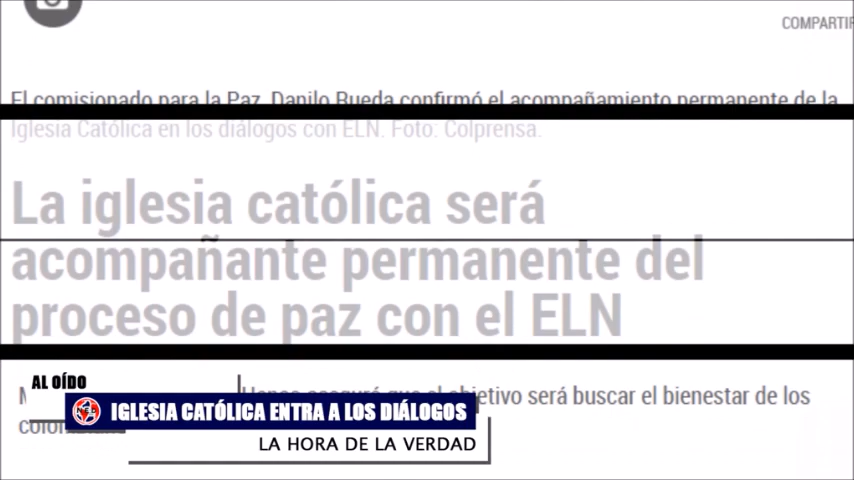 COMPARTIR
El comisionado para la Paz, Danilo Rueda confirmó el acompañamiento permanente de la
Iglesia Católica en los diálogos con ELN. Foto: Colprensa.
La iglesia católica será
acompañante permanente del
proceso de paz con el ELN
el objetivo será buscar el bienestar de los
AL OÍDO
IGLESIA CATÓLICA ENTRA A LOS DIÁLOGOS
LA HORA DE LA VERDAD